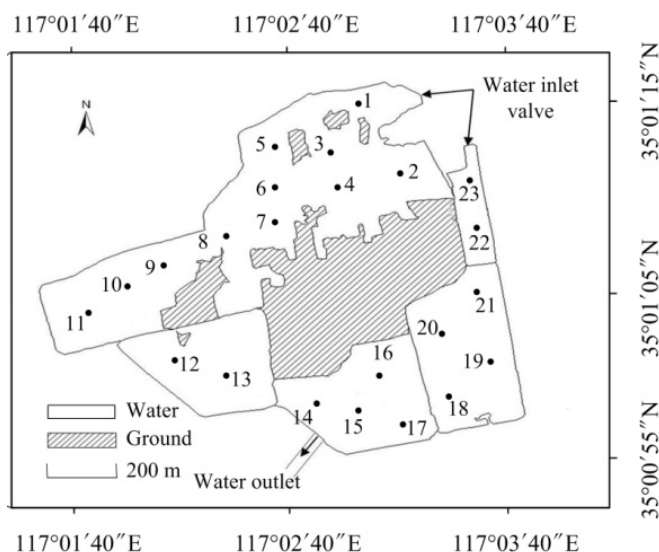 117°01′40″E 117°02′40″E 117°03′40″E
N
Water inlet
valve
1
5
3
2
23
6
4
7
22
8
9
10
21
11
20
12
16
19
13
14
15
18
17
Water
Ground
200 m
Water outlet
35°01′15″N
35°01′05″N
35°00′55″N
117°01′40″E 117°02′40″E 117°03′40″E